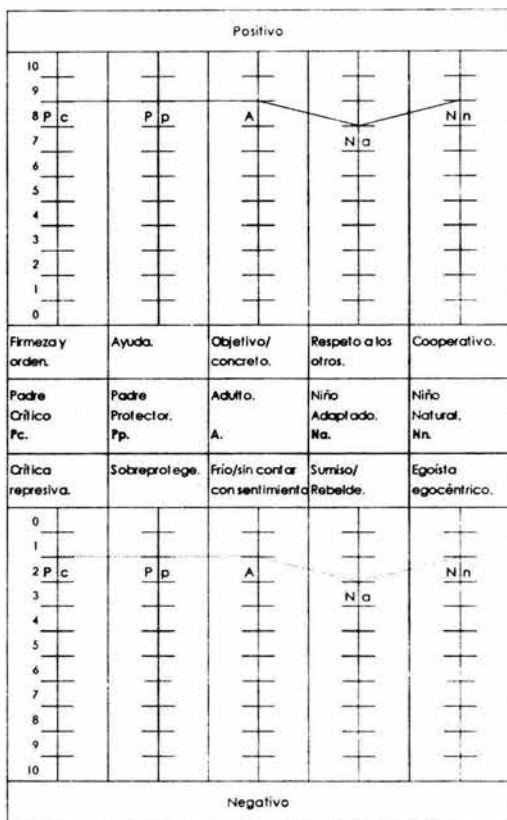 Positivo
10
9
8 P c P p A N n
7 N a
6
5
4
3
2
1
0
Firmeza y Ayuda. Objetivo/ Respeto a los Cooperativo.
orden. concreto. otros.
Padre Padre Adulto. Niño Niño
Crítico Protector. Adaptado. Natural.
Pc. Pp. A. Na. Nn.
Crítica Sobreprotege. Frío/sin contar Sumiso/ Egoísta
represiva. con sentimiento Rebelde. egocéntrico.
0
1
2 P c P p A N n
3 N a
4
5
6
7
8
9
10
Negativo